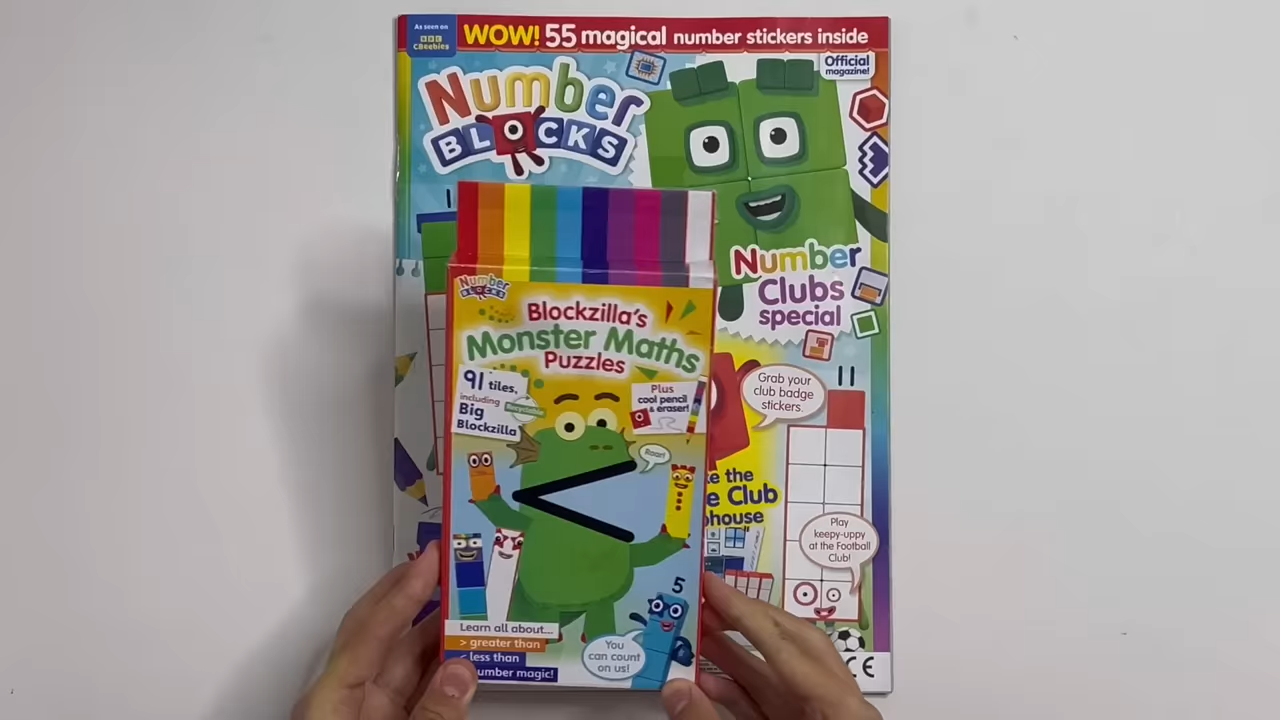 As seen on
BBC
CBeebies
WOW! 55 magical number stickers inside
Official
magazine!
Number
BLOCKS
Number
Clubs
special
Grab your
club badge
stickers.
11
Play
keepy-uppy
at the Football
Club!
CE
Number
BLOCKS
Blockzilla's
Monster Maths
Puzzles
91 tiles,
including
Big
Blockzilla
Recyclable
Plus
cool pencil
& eraser!
Roar!
<
5
You
can count
on us!
Learn all about...
> greater than
< less than
number magic!